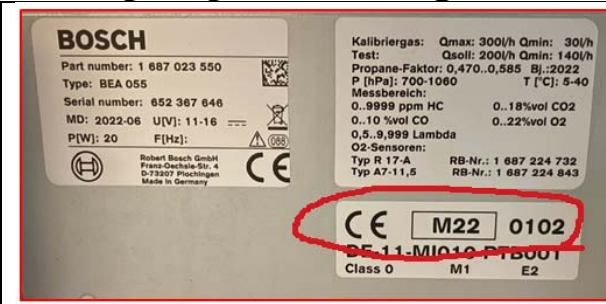 BOSCH
Part number: 1 687 023 550
Type: BEA 055
Serial number: 652 367 646
MD: 2022-06 U[V]: 11-16
P[W]: 20 F[Hz]:
Robert Bosch GmbH
Franz-Oechsle-Str. 4
D-73207 Plochingen
Made in Germany
CE
Kalibriergas: Qmax: 300l/h Qmin: 30l/h
Test: Qsoll: 200l/h Qmin: 140l/h
Propane-Faktor: 0,470..0,585 Bj.:2022
P [hPa]: 700-1060 T [°C]: 5-40
Messbereich:
0..9999 ppm HC 0..18%vol CO2
0..10 %vol CO 0..22%vol O2
0,5..9,999 Lambda
O2-Sensoren:
Typ R 17-A RB-Nr.: 1 687 224 732
Typ A7-11,5 RB-Nr.: 1 687 224 843
CE M22 0102
DE-11-MI010-PTB001
Class 0 M1 E2